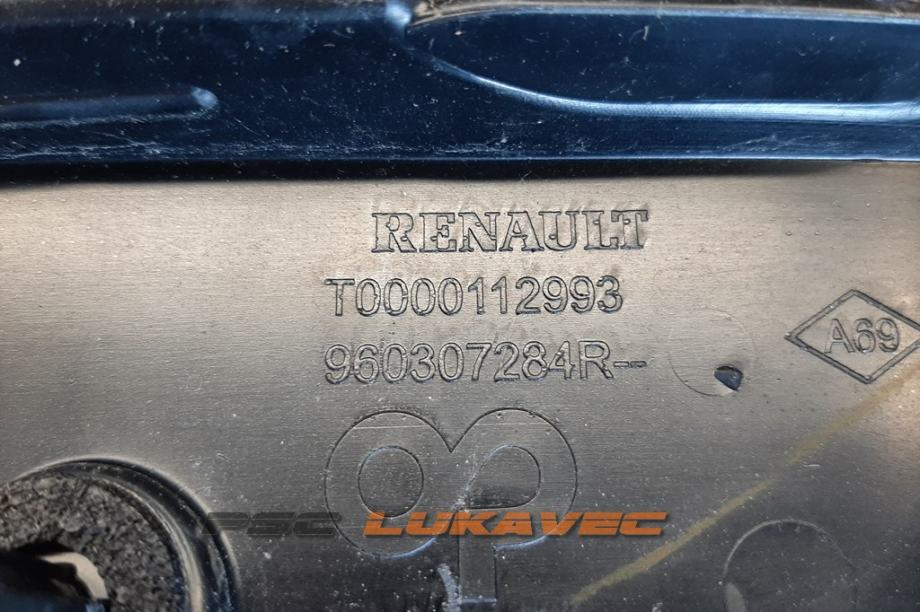 RENAULT
T0000112993
960307284R--
A69
PSC LUKAVEC